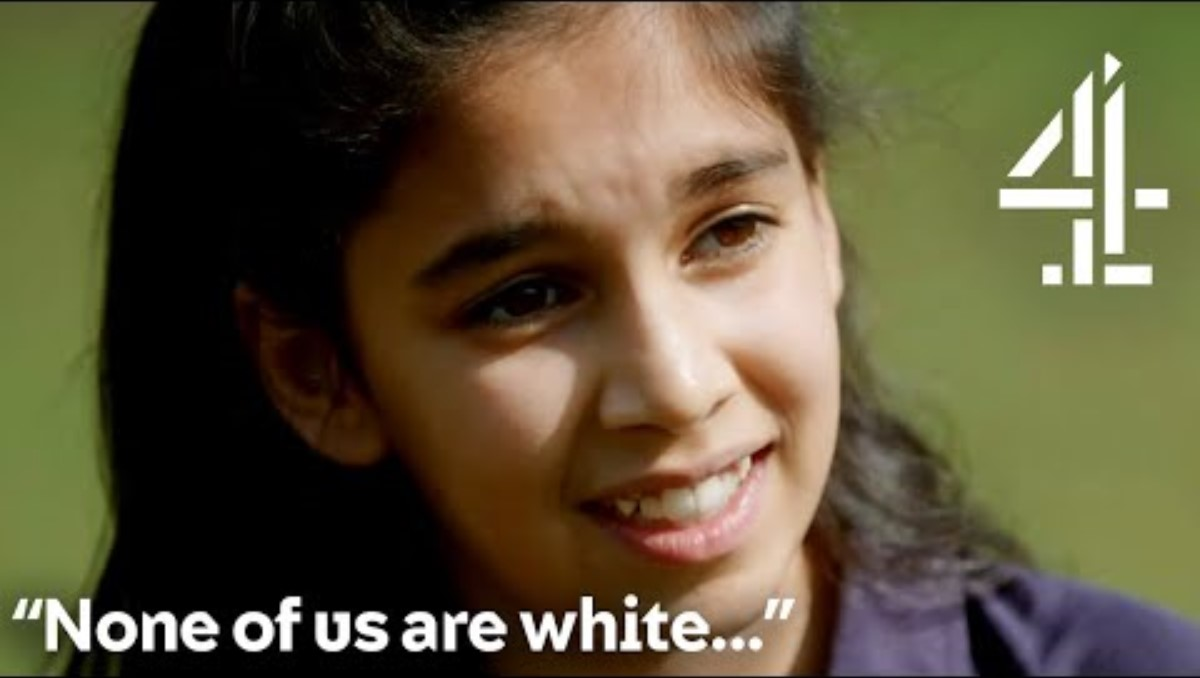 “None of us are white...”